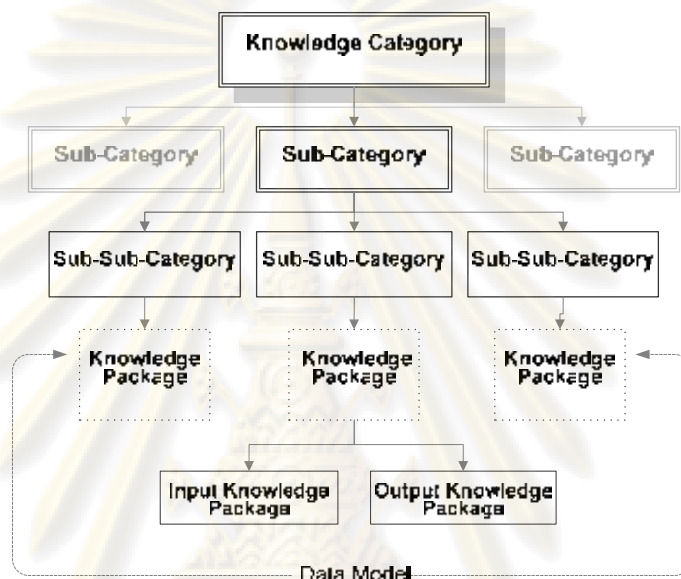 Knowledge Category
Sub-Category Sub-Category Sub-Category
Sub-Sub-Category Sub-Sub-Category Sub-Sub-Category
Knowledge Package Knowledge Package Knowledge Package
Input Knowledge Package Output Knowledge Package
Data Model